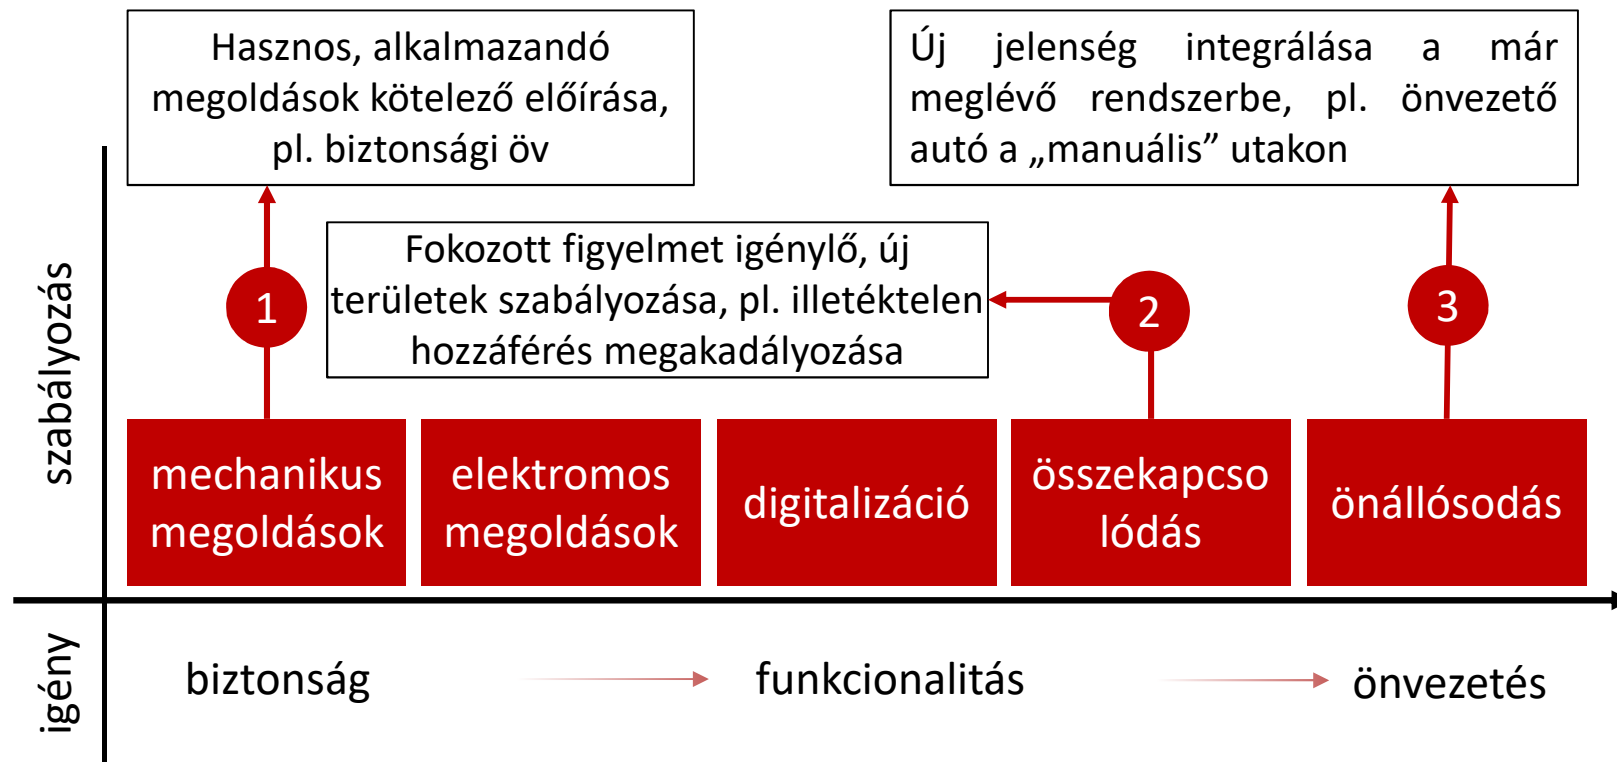 Hasznos, alkalmazandó
megoldások kötelező előírása,
pl. biztonsági öv
Új jelenség integrálása a már
meglévő rendszerbe, pl. önvezető
autó a „manuális” utakon
Fokozott figyelmet igénylő, új
területek szabályozása, pl. illetéktelen
hozzáférés megakadályozása
1
2
3
szabályozás
mechanikus
megoldások
elektromos
megoldások
digitalizáció
összekapcso
lódás
önállósodás
igény
biztonság
funkcionalitás
önvezetés